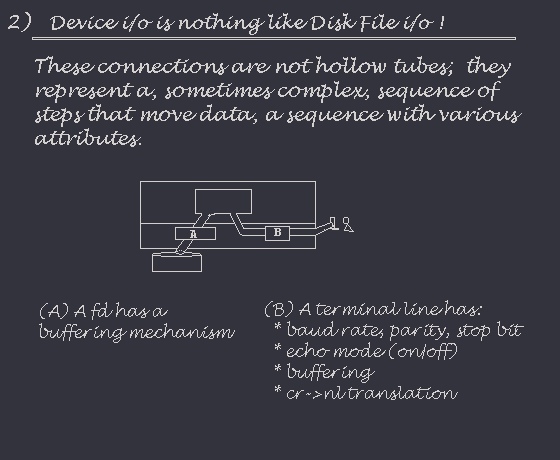 2) Device i/o is nothing like Disk File i/o !
These connections are not hollow tubes; they
represent a, sometimes complex, sequence of
steps that move data, a sequence with various
attributes.
A
B
(A) A fd has a
buffering mechanism
(B) A terminal line has:
* baud rate, parity, stop bit
* echo mode (on/off)
* buffering
* cr->nl translation